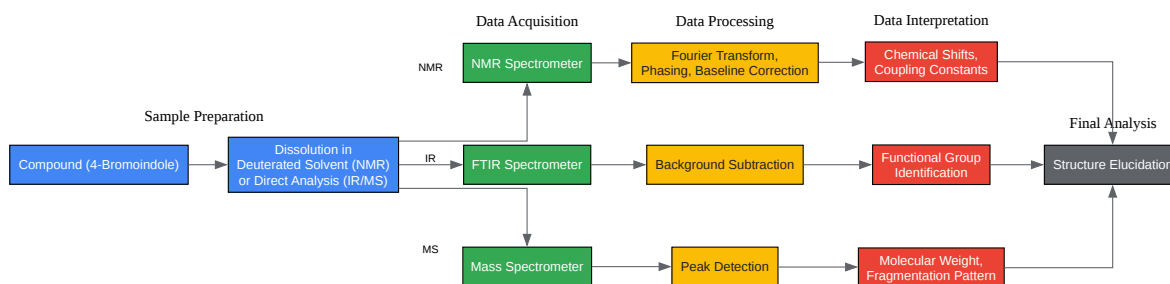 Data Acquisition
Data Processing
Data Interpretation
NMR
NMR Spectrometer
Fourier Transform,
Phasing, Baseline Correction
Chemical Shifts,
Coupling Constants
Sample Preparation
Final Analysis
Compound (4-Bromoindole)
Dissolution in
Deuterated Solvent (NMR)
or Direct Analysis (IR/MS)
IR
FTIR Spectrometer
Background Subtraction
Functional Group
Identification
Structure Elucidation
MS
Mass Spectrometer
Peak Detection
Molecular Weight,
Fragmentation Pattern